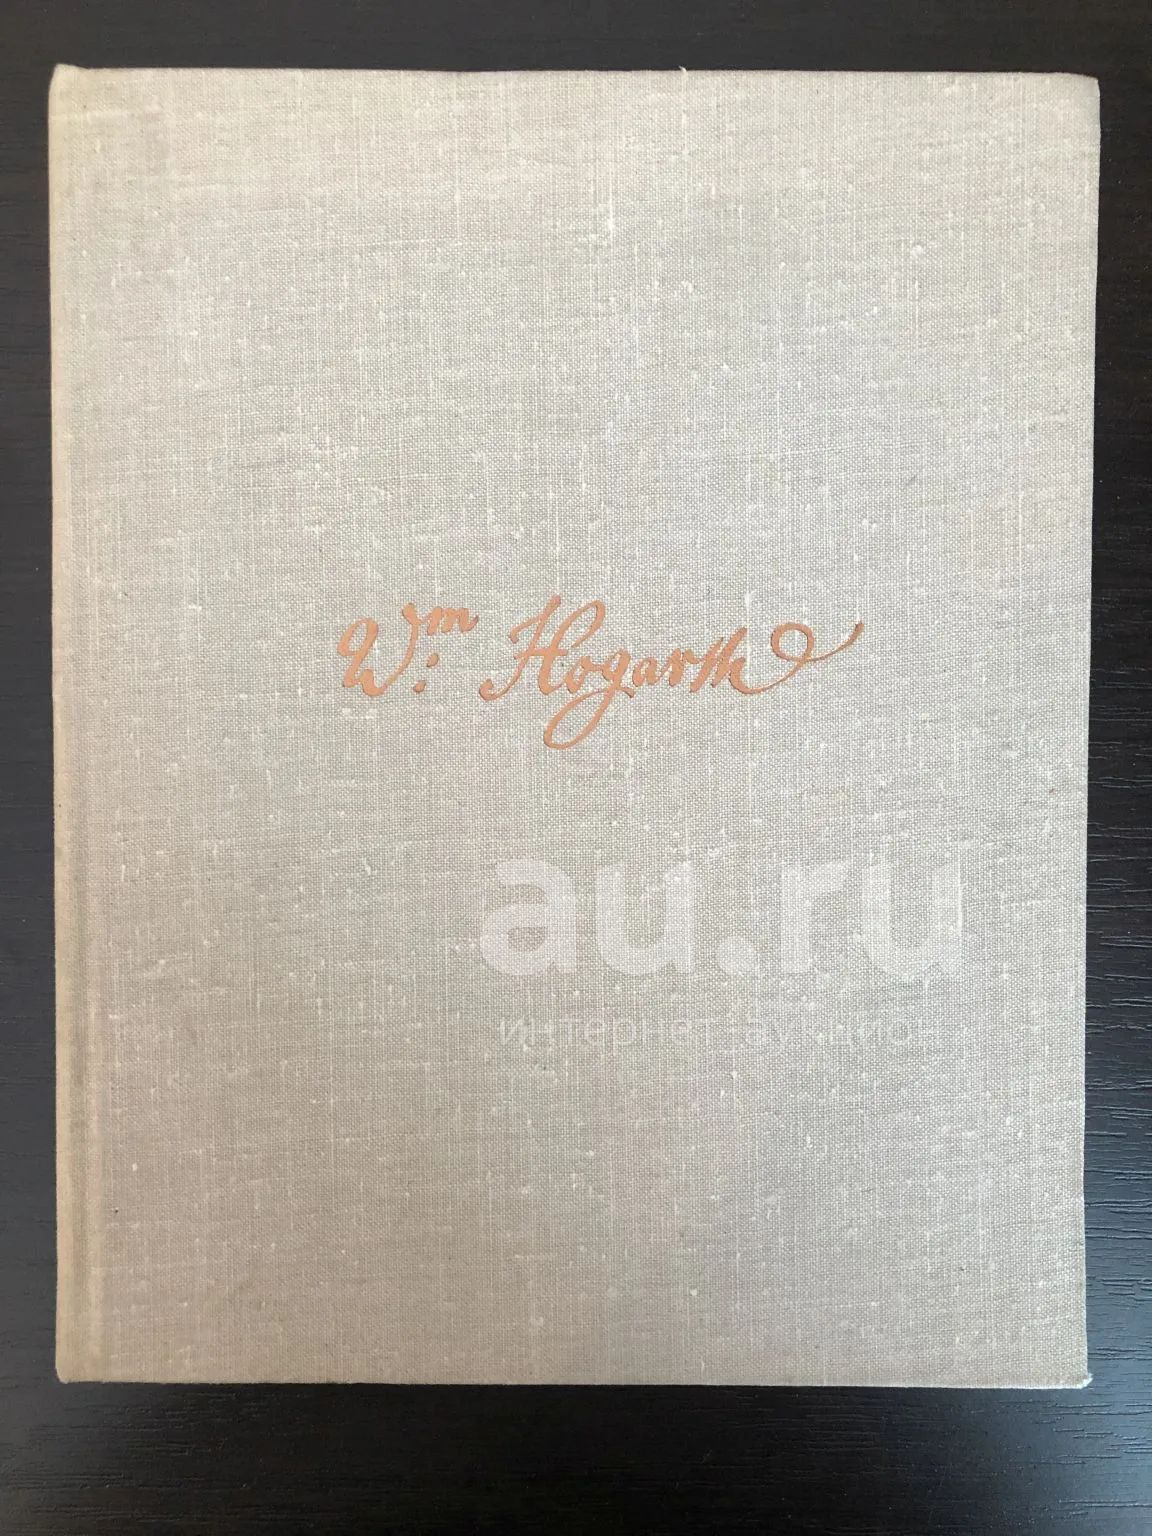 Wm: Hogarth
au.ru
интернет-аукцион